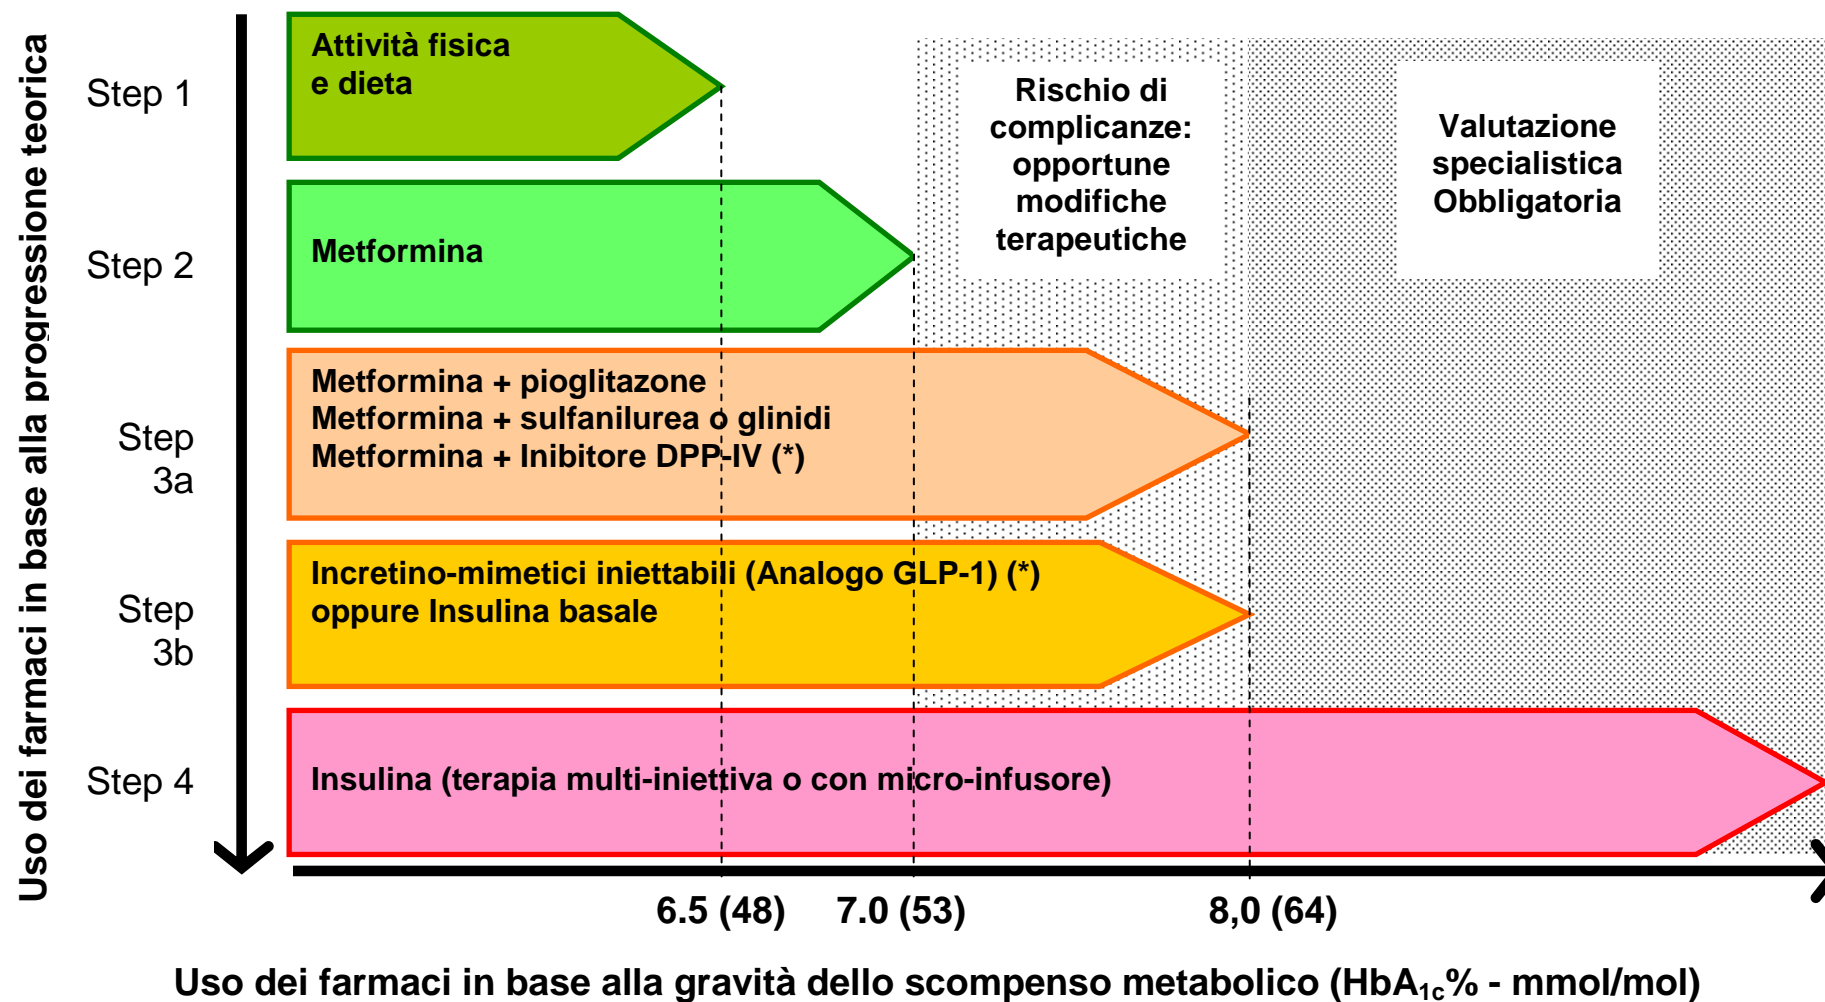 Uso dei farmaci in base alla progressione teorica
Step 1
Attività fisica
e dieta
Rischio di
complicanze:
opportune
modifiche
terapeutiche
Valutazione
specialistica
Obbligatoria
Step 2
Metformina
Step
3a
Metformina + pioglitazone
Metformina + sulfanilurea o glinidi
Metformina + Inibitore DPP-IV (*)
Step
3b
Incretino-mimetici iniettabili (Analogo GLP-1) (*)
oppure Insulina basale
Step 4
Insulina (terapia multi-iniettiva o con micro-infusore)
6.5 (48)
7.0 (53)
8,0 (64)
Uso dei farmaci in base alla gravità dello scompenso metabolico (HbA1c% - mmol/mol)